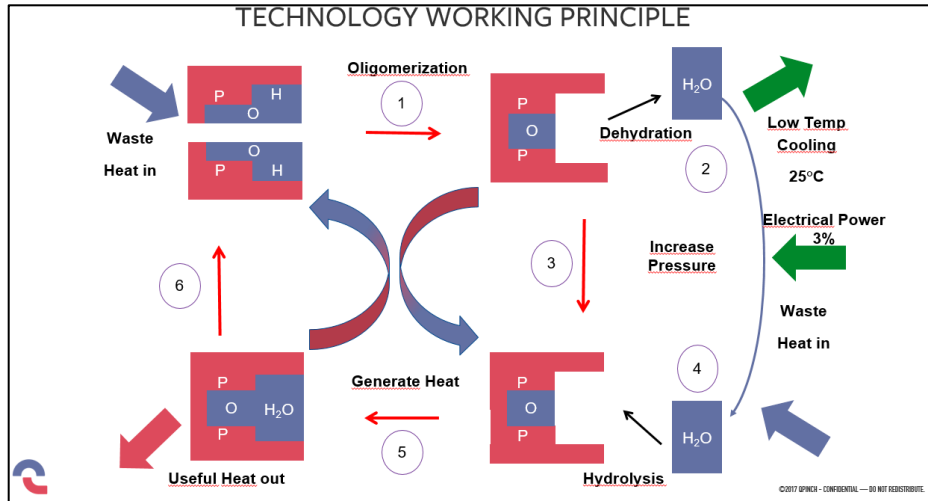 TECHNOLOGY WORKING PRINCIPLE
Oligomerization
1
Waste
Heat in
P
H
O
O
P
H
P
O
P
Dehydration
H₂O
2
Low Temp
Cooling
25°C
Electrical Power
3%
Increase
Pressure
3
6
Waste
Heat in
4
P
O
H₂O
P
Generate Heat
5
P
O
P
H₂O
Hydrolysis
Useful Heat out
©2017 QPINCH - CONFIDENTIAL — DO NOT REDISTRIBUTE.